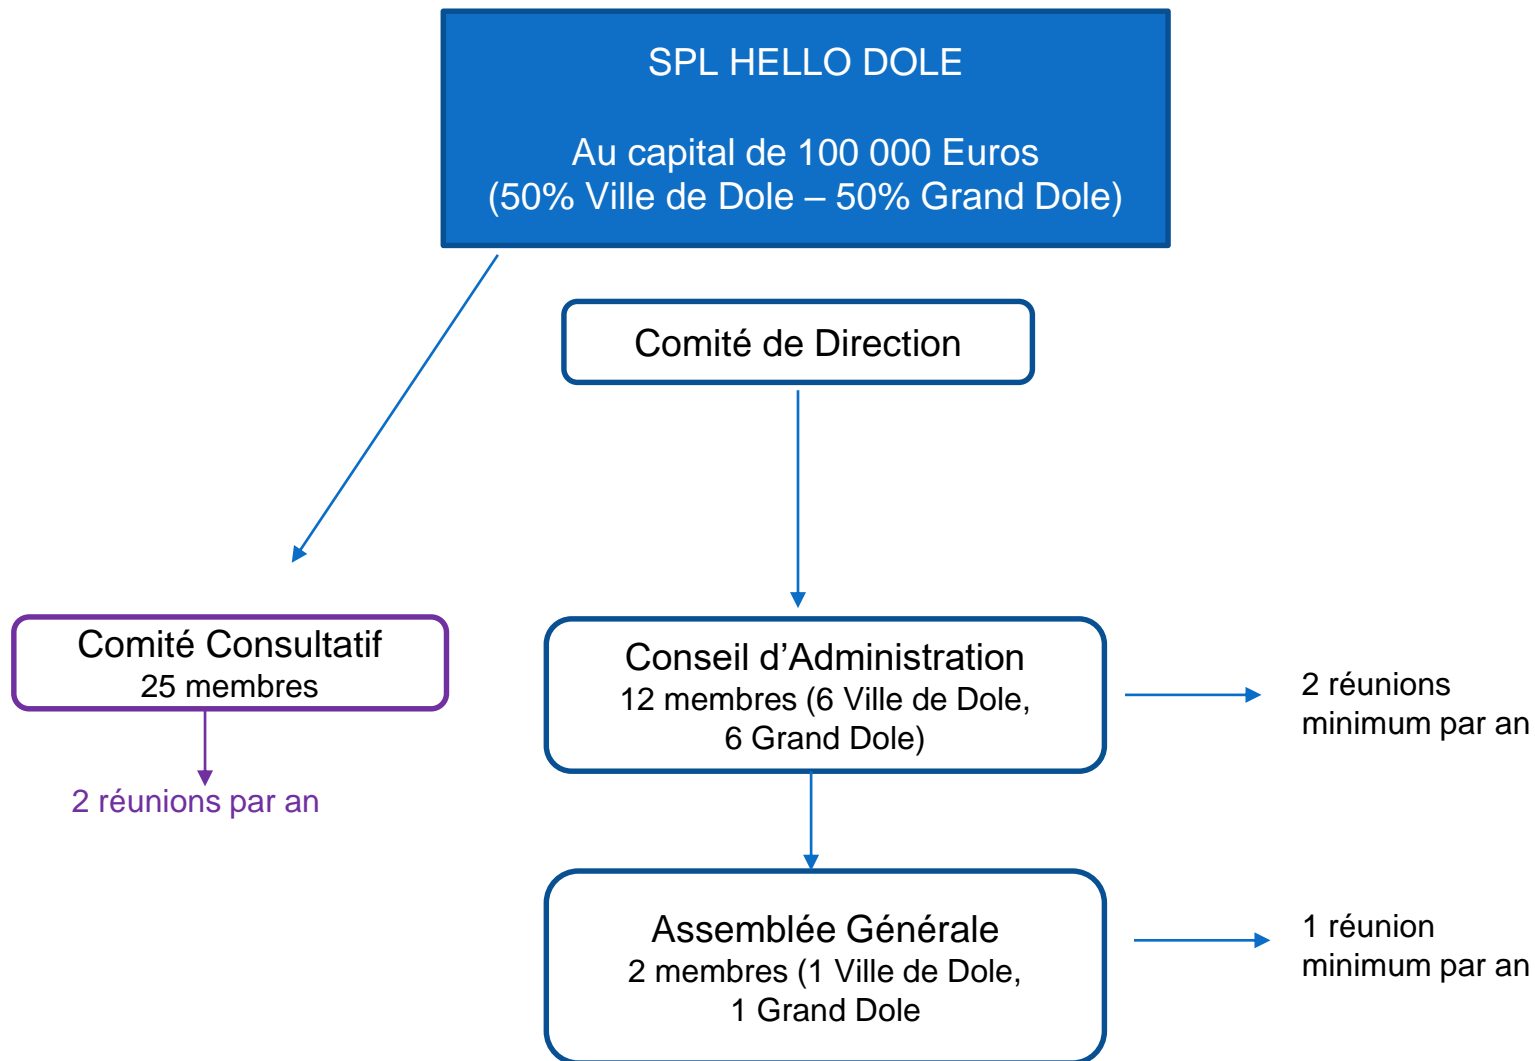 SPL HELLO DOLE
Au capital de 100 000 Euros
(50% Ville de Dole – 50% Grand Dole)
Comité de Direction
Comité Consultatif
25 membres
2 réunions par an
Conseil d’Administration
12 membres (6 Ville de Dole,
6 Grand Dole)
2 réunions
minimum par an
Assemblée Générale
2 membres (1 Ville de Dole,
1 Grand Dole
1 réunion
minimum par an